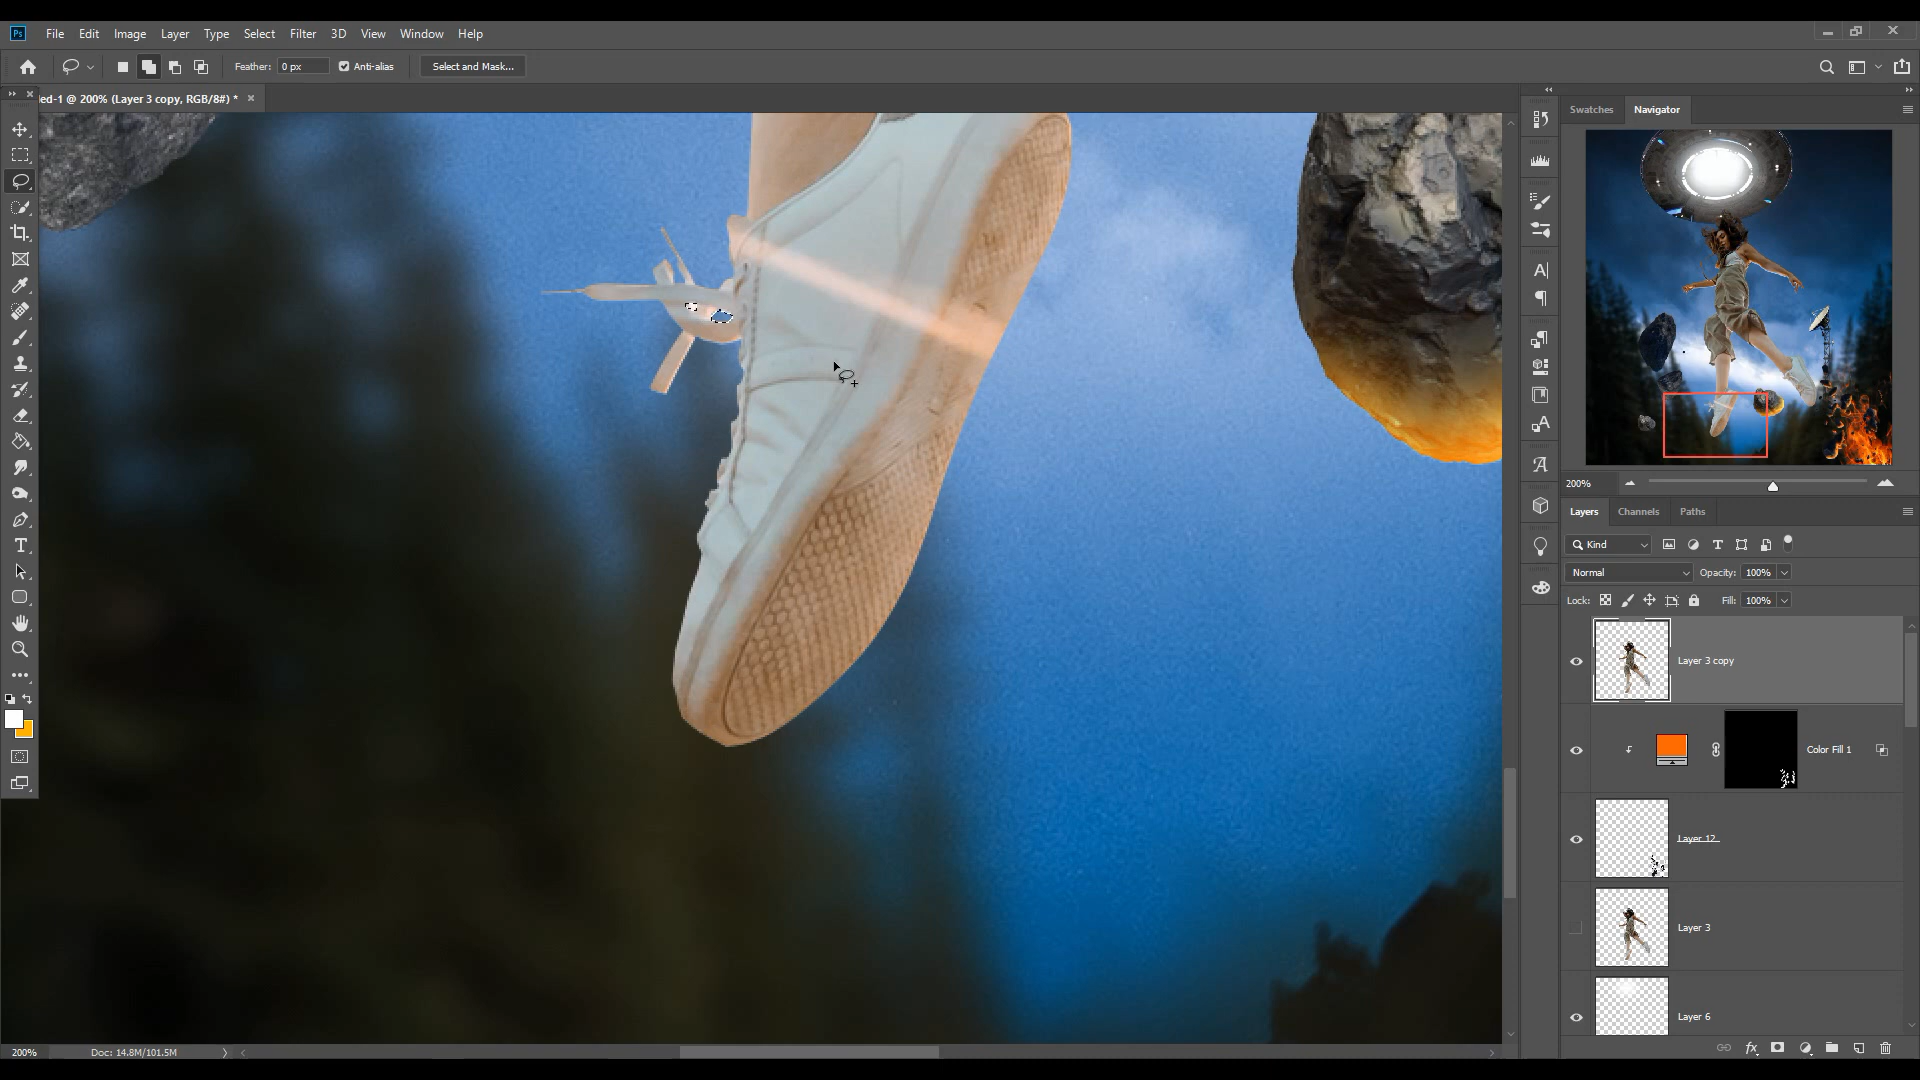 Ps File Edit Image Layer Type Select Filter 3D View Window Help
Feather: 0 px Anti-alias Select and Mask...
led-1 @ 200% (Layer 3 copy, RGB/8#) *
Swatches Navigator
200%
Layers Channels Paths
Kind
Normal Opacity: 100%
Lock: Fill: 100%
Layer 3 copy
Color Fill 1
Layer 12
Layer 3
Layer 6
fx
200% Doc: 14.8M/101.5M